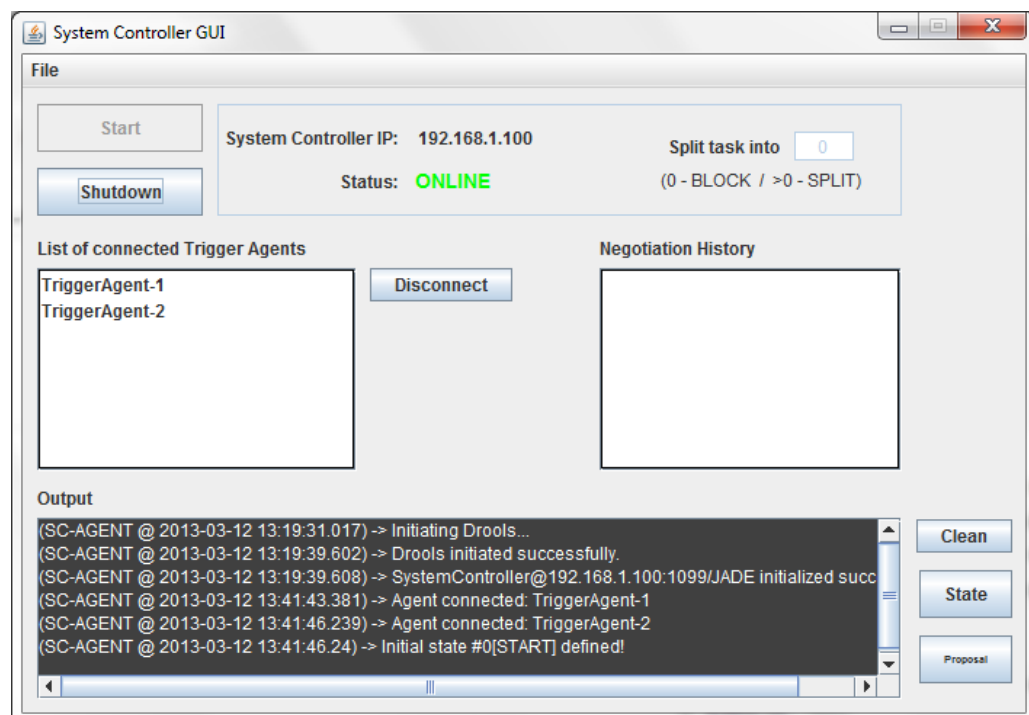 System Controller GUI
File
Start
System Controller IP: 192.168.1.100
Split task into 0
Shutdown
Status: ONLINE
(0 - BLOCK / >0 - SPLIT)
List of connected Trigger Agents
Negotiation History
TriggerAgent-1
TriggerAgent-2
Disconnect
Output
(SC-AGENT @ 2013-03-12 13:19:31.017) -> Initiating Drools...
(SC-AGENT @ 2013-03-12 13:19:39.602) -> Drools initiated successfully.
(SC-AGENT @ 2013-03-12 13:19:39.608) -> SystemController@192.168.1.100:1099/JADE initialized succ
(SC-AGENT @ 2013-03-12 13:41:43.381) -> Agent connected: TriggerAgent-1
(SC-AGENT @ 2013-03-12 13:41:46.239) -> Agent connected: TriggerAgent-2
(SC-AGENT @ 2013-03-12 13:41:46.24) -> Initial state #0[START] defined!
Clean
State
Proposal